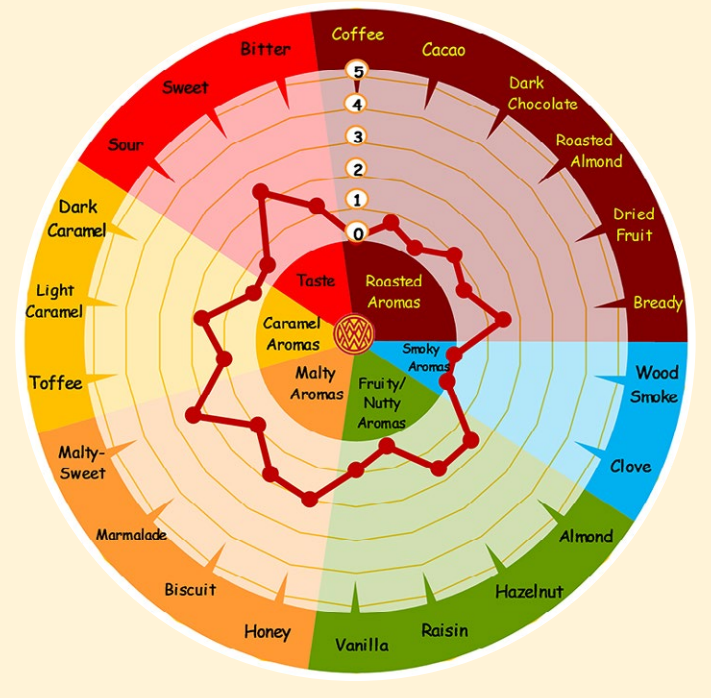 Coffee
Cacao
Dark
Chocolate
Roasted
Almond
Dried
Fruit
Bready
Wood
Smoke
Clove
Almond
Hazelnut
Raisin
Vanilla
Honey
Biscuit
Marmalade
Malty-
Sweet
Toffee
Light
Caramel
Dark
Caramel
Sour
Sweet
Bitter
5
4
3
2
1
0
Taste
Roasted
Aromas
Caramel
Aromas
Smoky
Aromas
Malty
Aromas
Fruity/
Nutty
Aromas